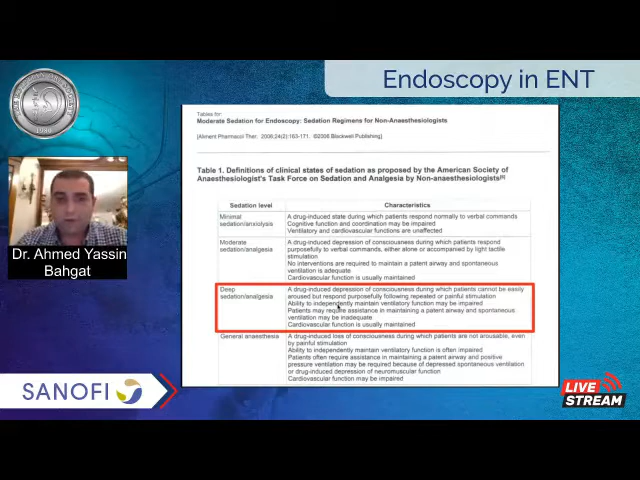 Endoscopy in ENT
1980
Tables for:
Moderate Sedation for Endoscopy: Sedation Regimens for Non-Anaesthesiologists
[Aliment Pharmacol Ther. 2006;24(2):163-171. ©2006 Blackwell Publishing]
Table 1. Definitions of clinical states of sedation as proposed by the American Society of
Anaesthesiologist's Task Force on Sedation and Analgesia by Non-anaesthesiologists
Sedation level Characteristics
Minimal
sedation/anxiolysis
A drug-induced state during which patients respond normally to verbal commands
Cognitive function and coordination may be impaired
Ventilatory and cardiovascular functions are unaffected
Moderate
sedation/analgesia
A drug-induced depression of consciousness during which patients respond
purposefully to verbal commands, either alone or accompanied by light tactile
stimulation
No interventions are required to maintain a patent airway and spontaneous
ventilation is adequate
Cardiovascular function is usually maintained
Deep
sedation/analgesia
A drug-induced depression of consciousness during which patients cannot be easily
aroused but respond purposefully following repeated or painful stimulation
Ability to independently maintain ventilatory function may be impaired
Patients may require assistance in maintaining a patent airway and spontaneous
ventilation may be inadequate
Cardiovascular function is usually maintained
General anaesthesia
A drug-induced loss of consciousness during which patients are not arousable, even
by painful stimulation
Ability to independently maintain ventilatory function is often impaired
Patients often require assistance in maintaining a patent airway and positive
pressure ventilation may be required because of depressed spontaneous ventilation
or drug-induced depression of neuromuscular function
Cardiovascular function may be impaired
Dr. Ahmed Yassin
Bahgat
SANOFI
LIVE
STREAM